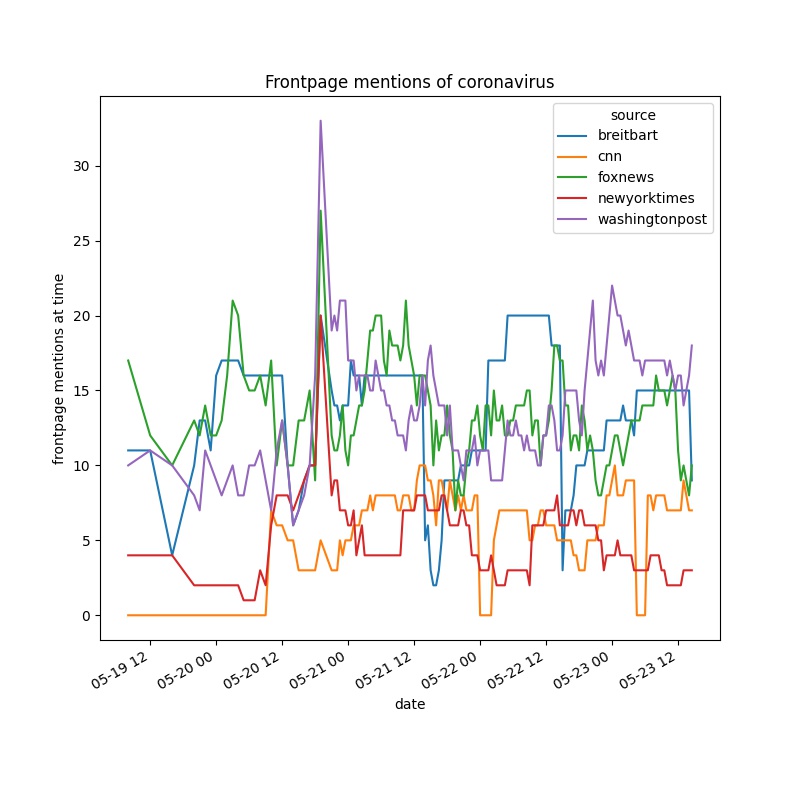 Frontpage mentions of coronavirus
source
breitbart
cnn
foxnews
newyorktimes
washingtonpost
frontpage mentions at time
30
25
20
15
10
5
0
05-19 12
05-20 00
05-20 12
05-21 00
05-21 12
05-22 00
05-22 12
05-23 00
05-23 12
date